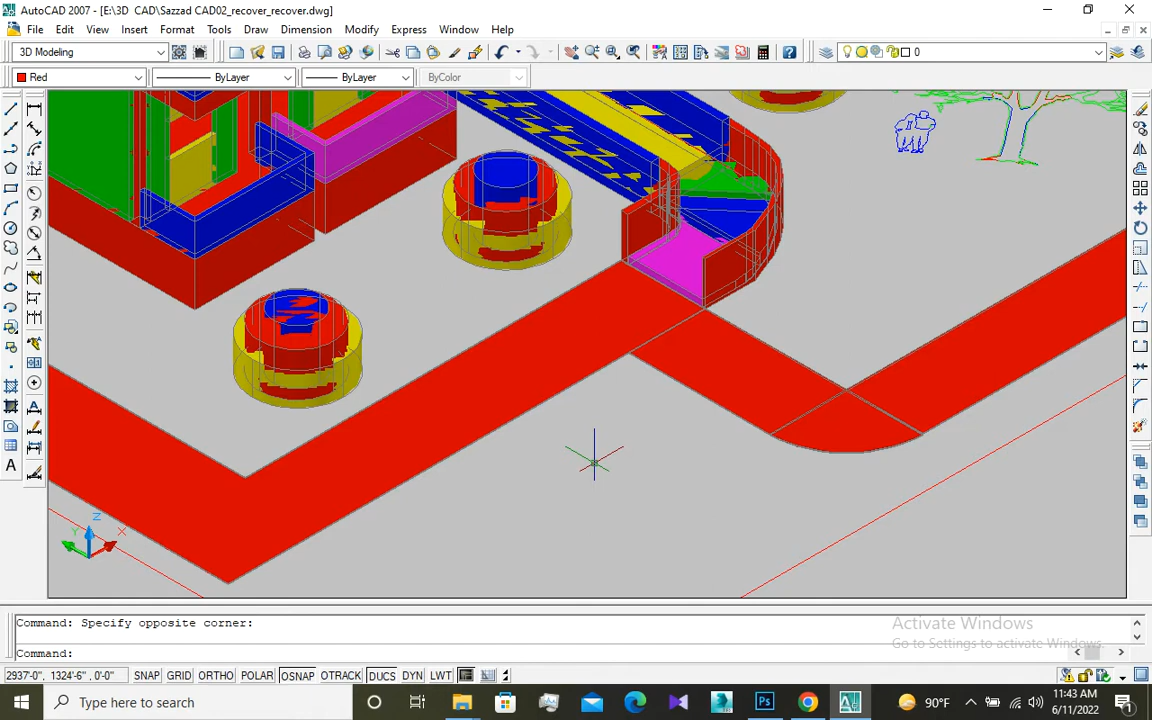 AutoCAD 2007 - [E:\3D CAD\Sazzad CAD02_recover_recover.dwg]
File Edit View Insert Format Tools Draw Dimension Modify Express Window Help
3D Modeling 0
Red ByLayer ByLayer ByColor
Z
Y X
Command: Specify opposite corner:
Command:
Activate Windows
Go to Settings to activate Windows.
2937'-0", 1324'-6", 0'-0" SNAP GRID ORTHO POLAR OSNAP OTRACK DUCS DYN LWT
Type here to search
90°F
11:43 AM
6/11/2022
1